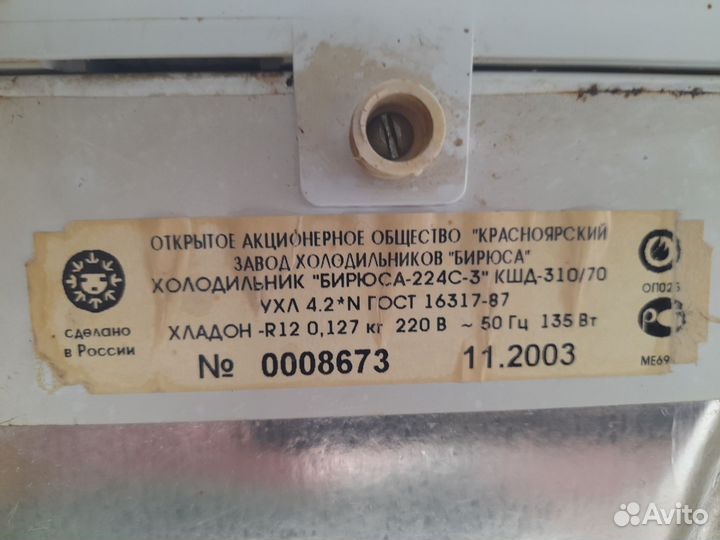 ОТКРЫТОЕ АКЦИОНЕРНОЕ ОБЩЕСТВО "КРАСНОЯРСКИЙ
ЗАВОД ХОЛОДИЛЬНИКОВ "БИРЮСА"
ХОЛОДИЛЬНИК "БИРЮСА-224С-3" КШД-310/70
УХЛ 4.2*N ГОСТ 16317-87
ХЛАДОН -R12 0,127 кг 220 В ~ 50 Гц 135 Вт
№ 0008673 11.2003
сделано
в России
ОП025
РС
МЕ69
Avito